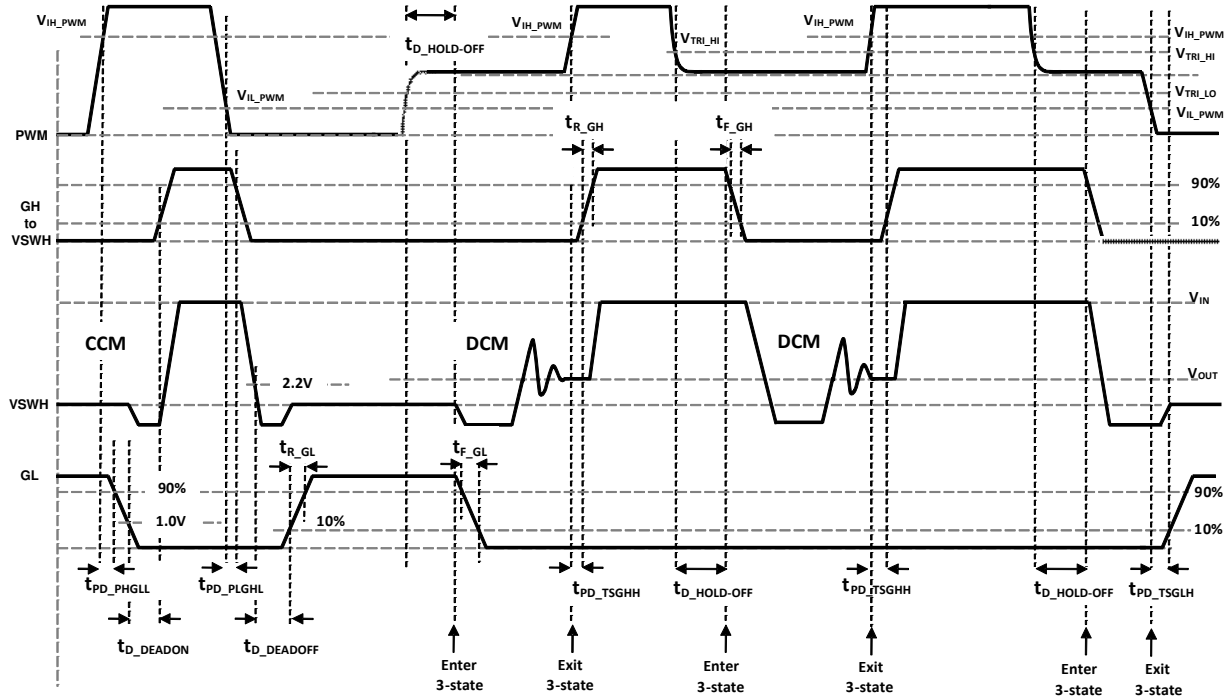 VIH_PWM
tD_HOLD-OFF
VIH_PWM
VTRI_HI
VIH_PWM
VIH_PWM
VTRI_HI
VTRI_LO
VIL_PWM
VIL_PWM
PWM
tR_GH
tF_GH
90%
GH
to
VSWH
10%
VIN
CCM
DCM
DCM
2.2V
VOUT
VSWH
tR_GL
tF_GL
GL
90%
90%
1.0V
10%
10%
tPD_PHGLL
tPD_PLGHL
tPD_TSGHH
tD_HOLD-OFF
tPD_TSGHH
tD_HOLD-OFF
tPD_TSGLH
tD_DEADON
tD_DEADOFF
Enter
3-state
Exit
3-state
Enter
3-state
Exit
3-state
Enter
3-state
Exit
3-state